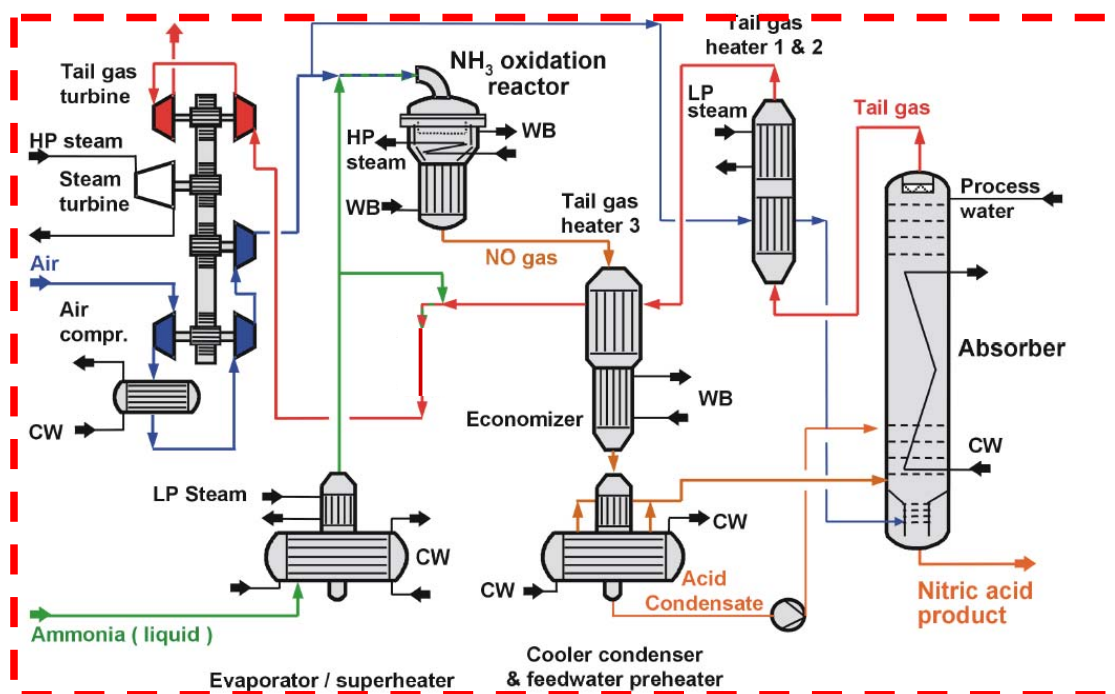 Tail gas
heater 1 & 2
NH3 oxidation
reactor
Tail gas
turbine
LP
steam
Tail gas
HP steam
WB
HP
steam
Steam
turbine
Process
water
WB
Tail gas
heater 3
NO gas
Air
Air
compr.
Absorber
WB
Economizer
CW
CW
LP Steam
CW
CW
CW
Acid
Condensate
Ammonia ( liquid )
Nitric acid
product
Evaporator / superheater
Cooler condenser
& feedwater preheater